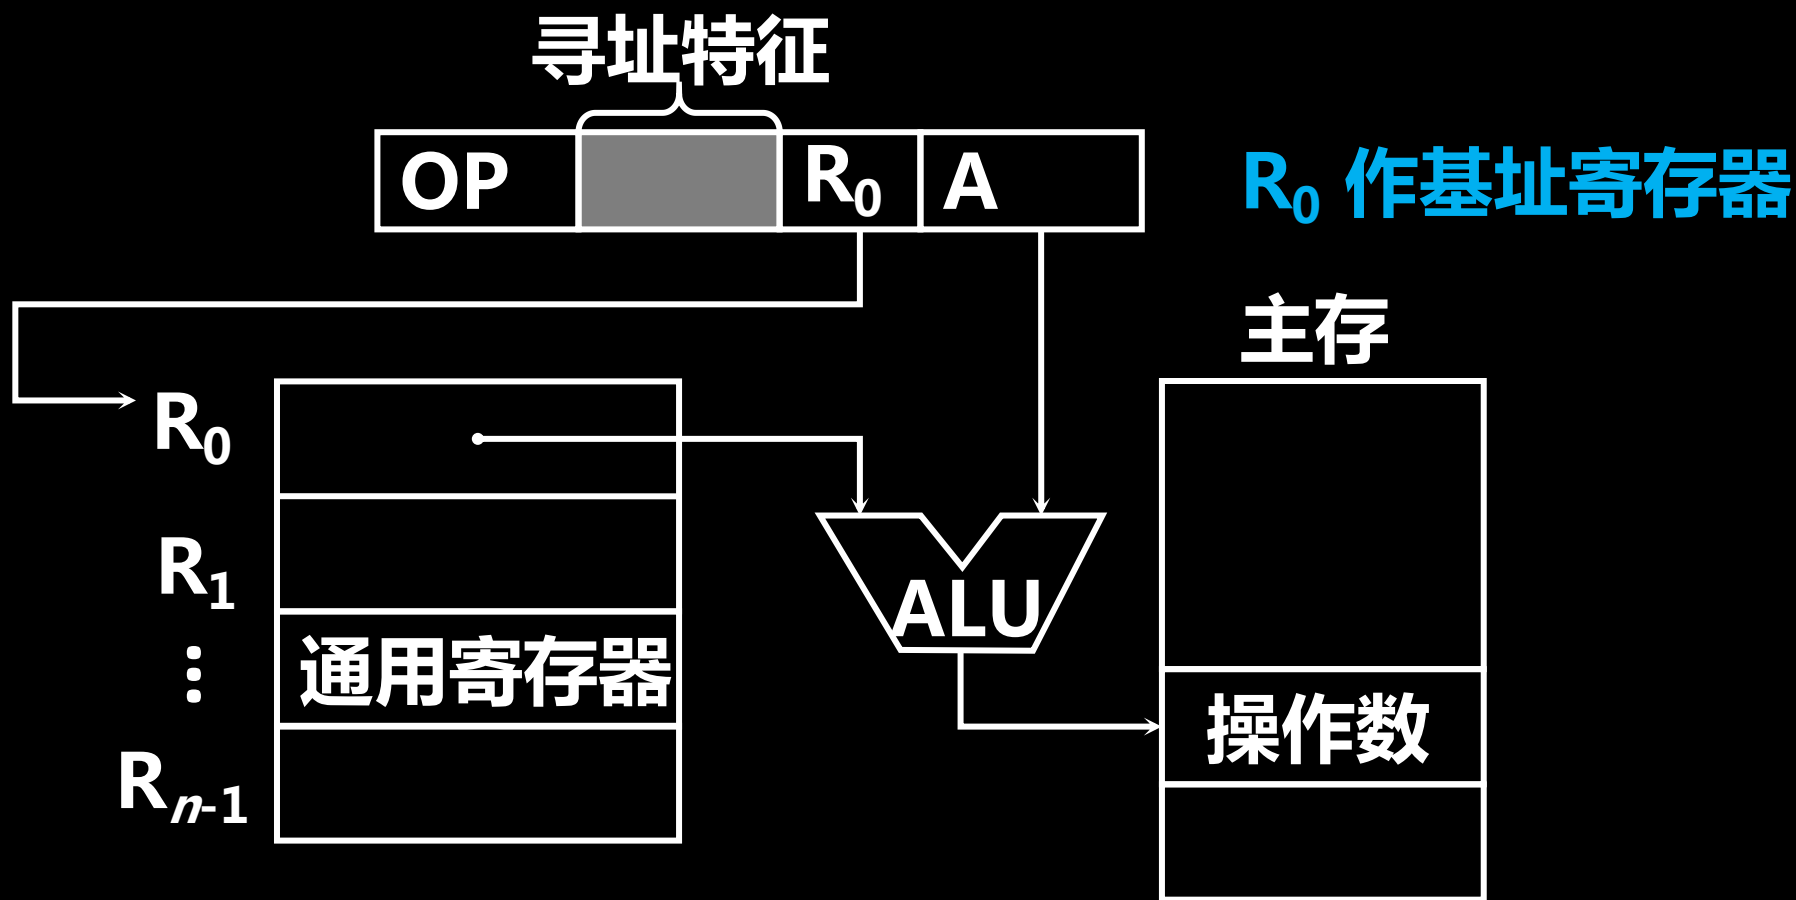 寻址特征
OP R₀ A
R₀ 作基址寄存器
主存
R₀
R₁
⋮
通用寄存器
Rₙ₋₁
ALU
操作数